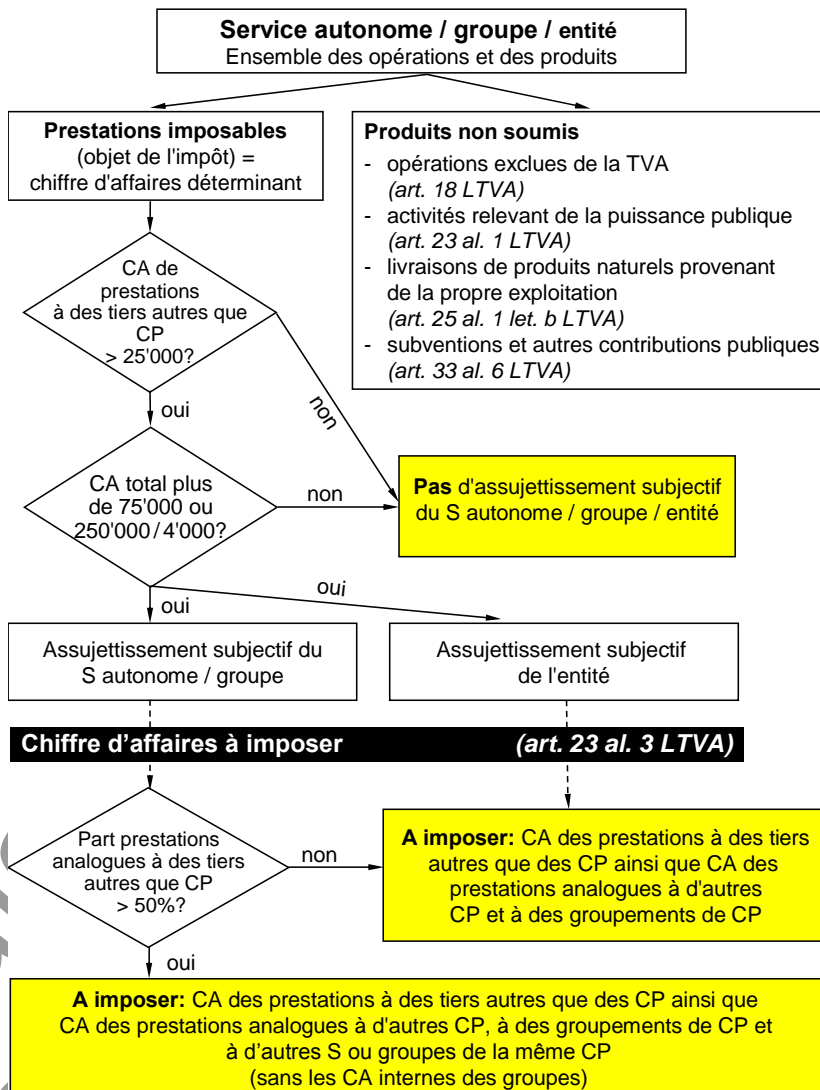 Service autonome / groupe / entité
Ensemble des opérations et des produits
Prestations imposables
(objet de l'impôt) =
chiffre d'affaires déterminant
Produits non soumis
- opérations exclues de la TVA
(art. 18 LTVA)
- activités relevant de la puissance publique
(art. 23 al. 1 LTVA)
- livraisons de produits naturels provenant
de la propre exploitation
(art. 25 al. 1 let. b LTVA)
- subventions et autres contributions publiques
(art. 33 al. 6 LTVA)
CA de
prestations
à des tiers autres que
CP
> 25'000?
oui
non
CA total plus
de 75'000 ou
250'000/4'000?
non
Pas d'assujettissement subjectif
du S autonome / groupe / entité
oui
oui
Assujettissement subjectif du
S autonome / groupe
Assujettissement subjectif
de l'entité
Chiffre d’affaires à imposer (art. 23 al. 3 LTVA)
Part prestations
analogues à des tiers
autres que CP
> 50%?
non
A imposer: CA des prestations à des tiers
autres que des CP ainsi que CA des
prestations analogues à d'autres
CP et à des groupements de CP
oui
A imposer: CA des prestations à des tiers autres que des CP ainsi que
CA des prestations analogues à d'autres CP, à des groupements de CP et
à d’autres S ou groupes de la même CP
(sans les CA internes des groupes)